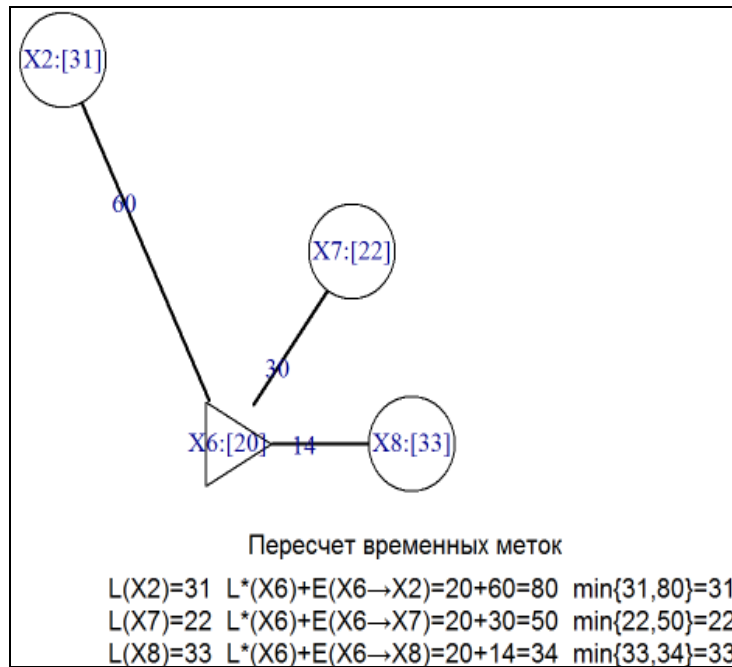 X2:[31]
60
X7:[22]
30
X6:[20]
14
X8:[33]
Пересчет временных меток
L(X2)=31 L*(X6)+E(X6→X2)=20+60=80 min{31,80}=31
L(X7)=22 L*(X6)+E(X6→X7)=20+30=50 min{22,50}=22
L(X8)=33 L*(X6)+E(X6→X8)=20+14=34 min{33,34}=33